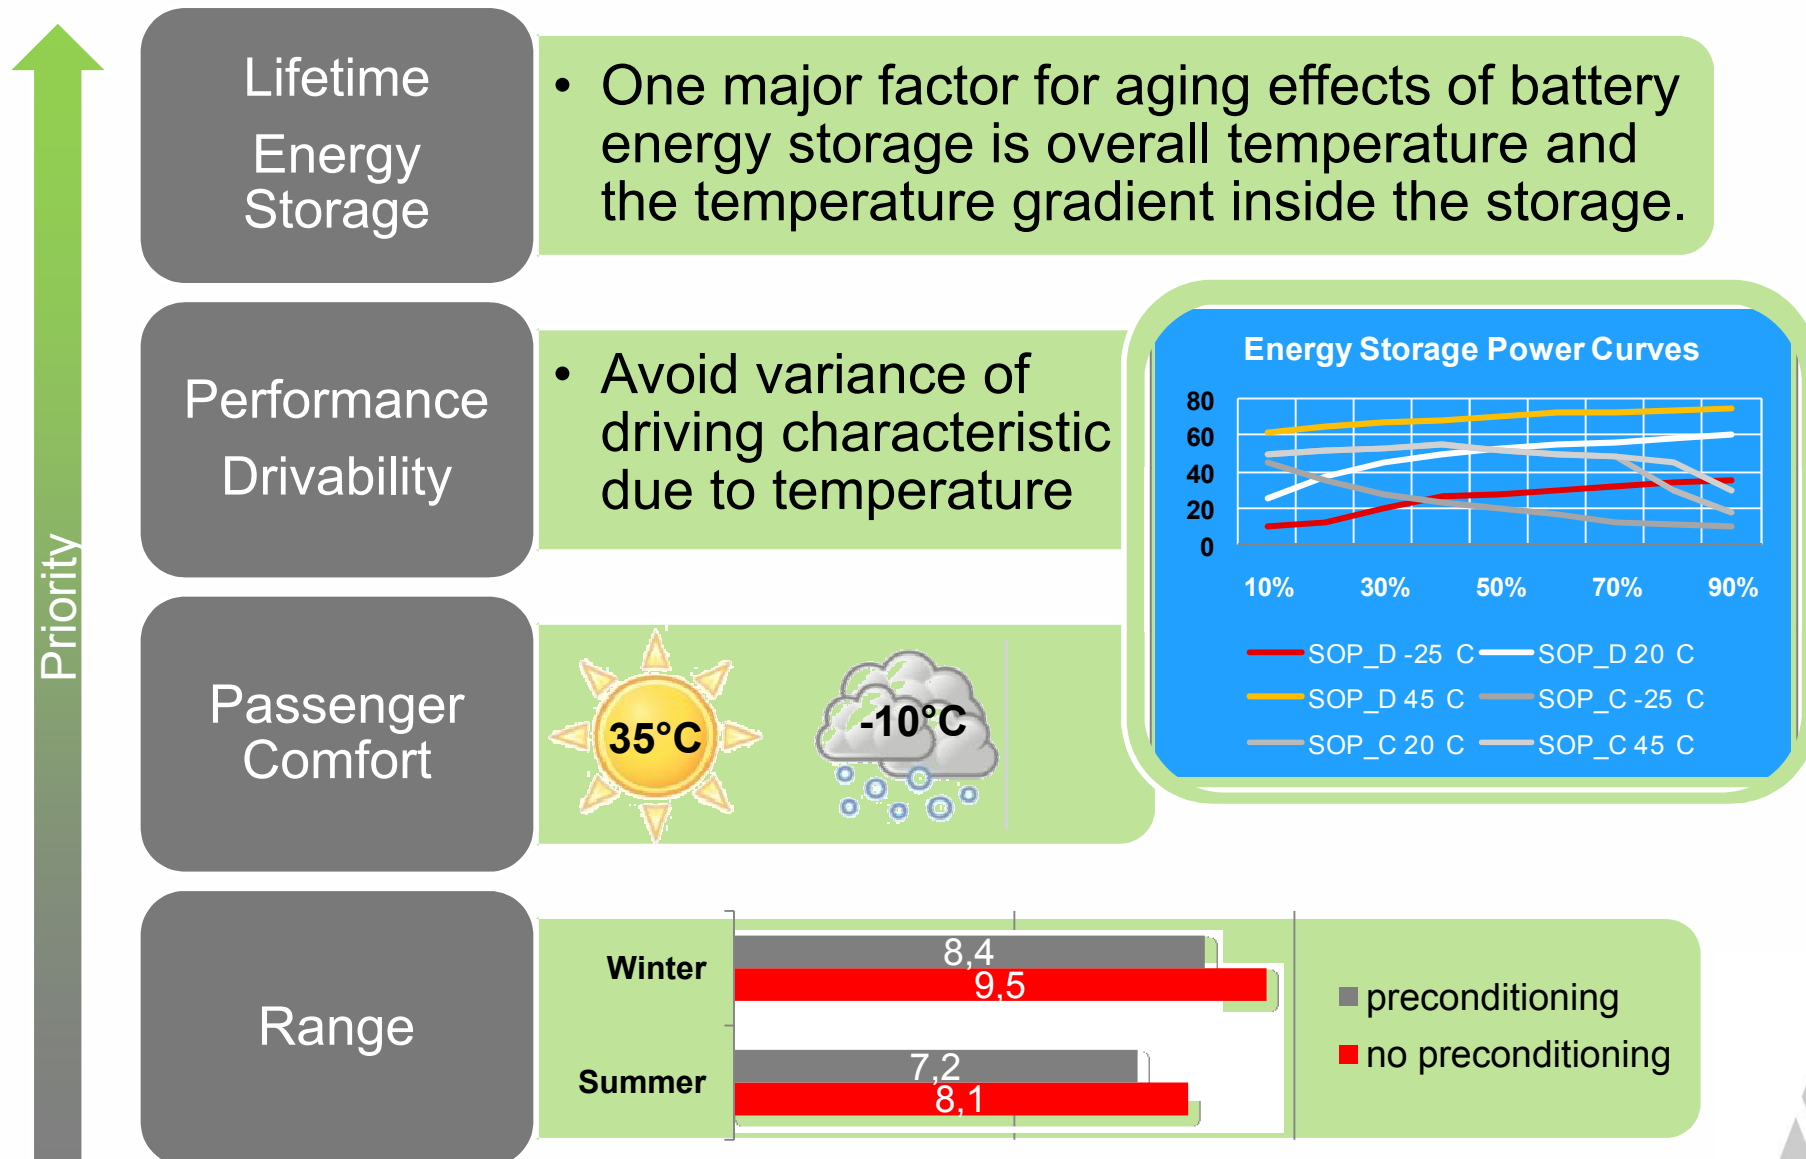 Priority
Lifetime
Energy
Storage
• One major factor for aging effects of battery
energy storage is overall temperature and
the temperature gradient inside the storage.
Performance
Drivability
• Avoid variance of
driving characteristic
due to temperature
Energy Storage Power Curves
80
60
40
20
0
10% 30% 50% 70% 90%
SOP_D -25 C SOP_D 20 C
SOP_D 45 C SOP_C -25 C
SOP_C 20 C SOP_C 45 C
Passenger
Comfort
35°C
-10°C
Range
Winter
8,4
9,5
Summer
7,2
8,1
preconditioning
no preconditioning